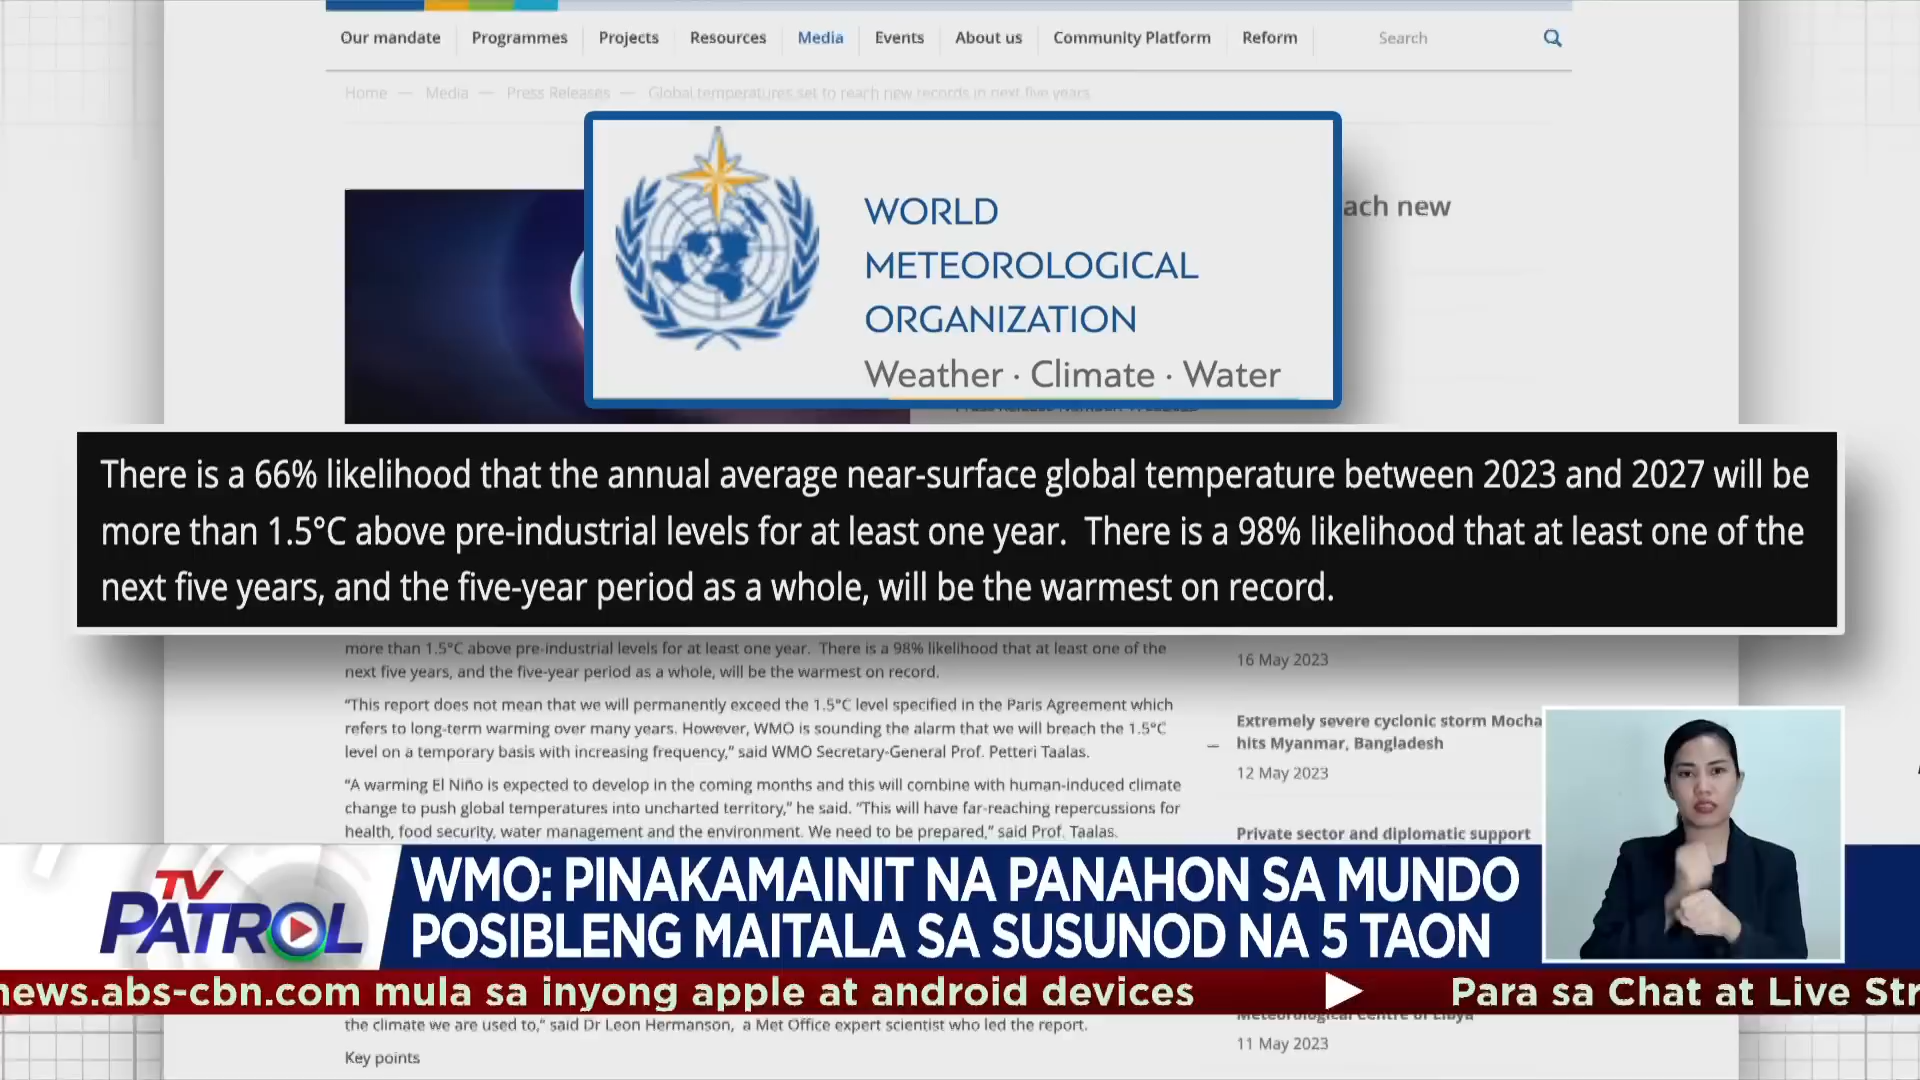 Our mandate Programmes Projects Resources Media Events About us Community Platform Reform Search
Home — Media — Press Releases — Global temperatures set to reach new records in next five years
WORLD
METEOROLOGICAL
ORGANIZATION
Weather · Climate · Water
ach new
There is a 66% likelihood that the annual average near-surface global temperature between 2023 and 2027 will be
more than 1.5°C above pre-industrial levels for at least one year. There is a 98% likelihood that at least one of the
next five years, and the five-year period as a whole, will be the warmest on record.
more than 1.5°C above pre-industrial levels for at least one year. There is a 98% likelihood that at least one of the
next five years, and the five-year period as a whole, will be the warmest on record.
“This report does not mean that we will permanently exceed the 1.5°C level specified in the Paris Agreement which
refers to long-term warming over many years. However, WMO is sounding the alarm that we will breach the 1.5°C
level on a temporary basis with increasing frequency,” said WMO Secretary-General Prof. Petteri Taalas.
“A warming El Niño is expected to develop in the coming months and this will combine with human-induced climate
change to push global temperatures into uncharted territory,” he said. “This will have far-reaching repercussions for
health, food security, water management and the environment. We need to be prepared,” said Prof. Taalas.
16 May 2023
Extremely severe cyclonic storm Mocha
hits Myanmar, Bangladesh
12 May 2023
Private sector and diplomatic support
TV
PATROL
WMO: PINAKAMAINIT NA PANAHON SA MUNDO
POSIBLENG MAITALA SA SUSUNOD NA 5 TAON
news.abs-cbn.com mula sa inyong apple at android devices Para sa Chat at Live Str
the climate we are used to,” said Dr Leon Hermanson, a Met Office expert scientist who led the report.
Key points
Meteorological Centre of Libya
11 May 2023